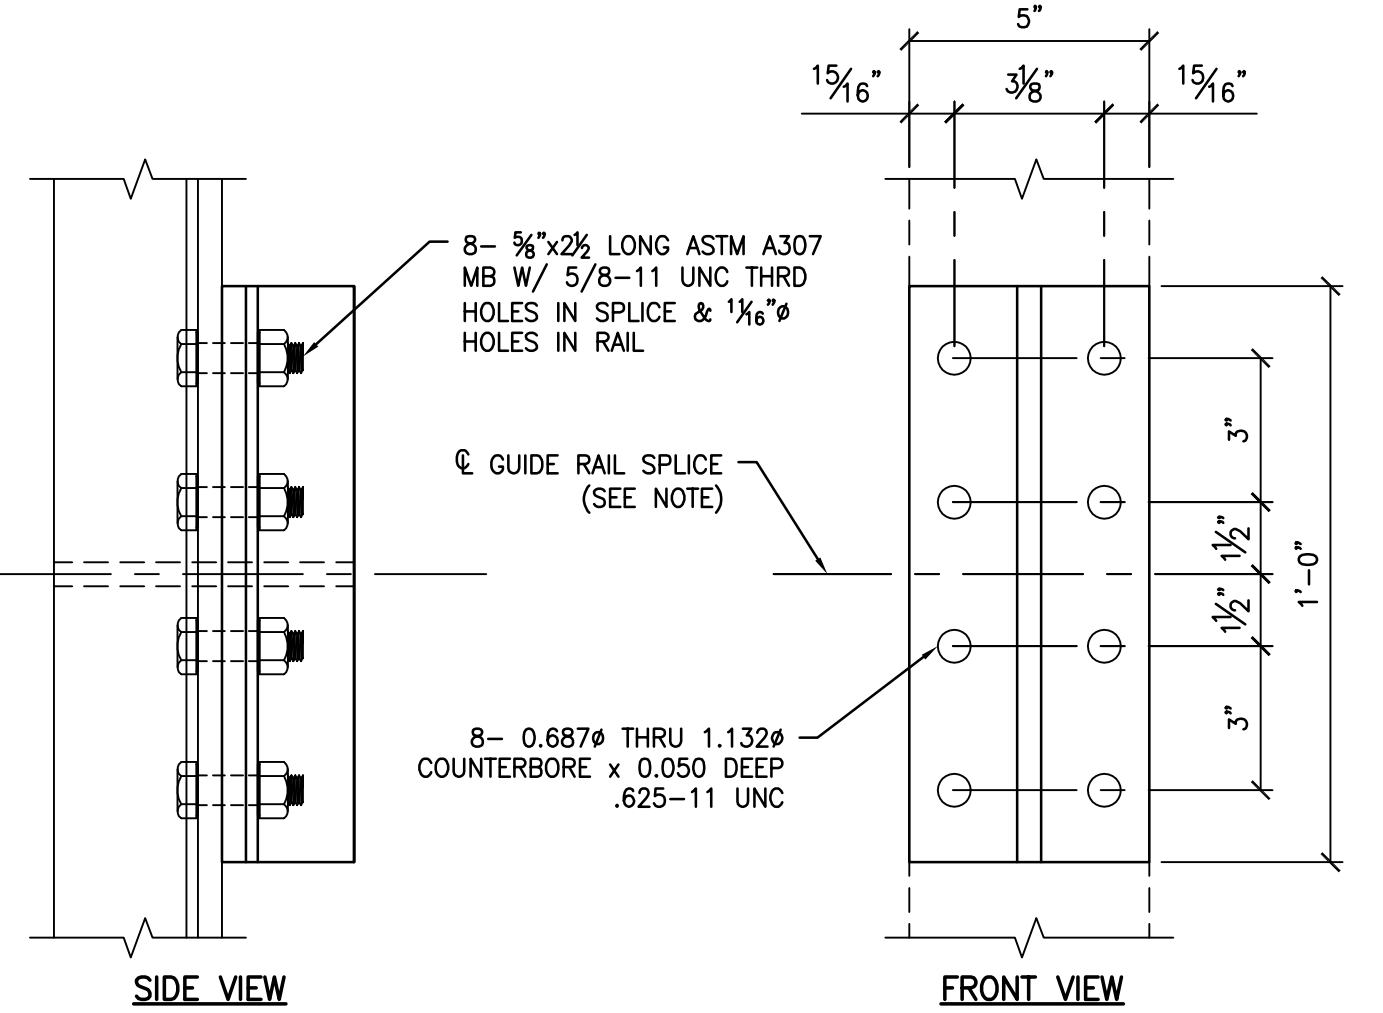 5"
15/16" 3 1/8" 15/16"
8- 5/8"x2 1/2 LONG ASTM A307
MB W/ 5/8-11 UNC THRD
HOLES IN SPLICE & 11/16"ø
HOLES IN RAIL
℄ GUIDE RAIL SPLICE
(SEE NOTE)
3"
1 1/2"
1 1/2"
3"
1'-0"
8- 0.687ø THRU 1.132ø
COUNTERBORE x 0.050 DEEP
.625-11 UNC
SIDE VIEW
FRONT VIEW